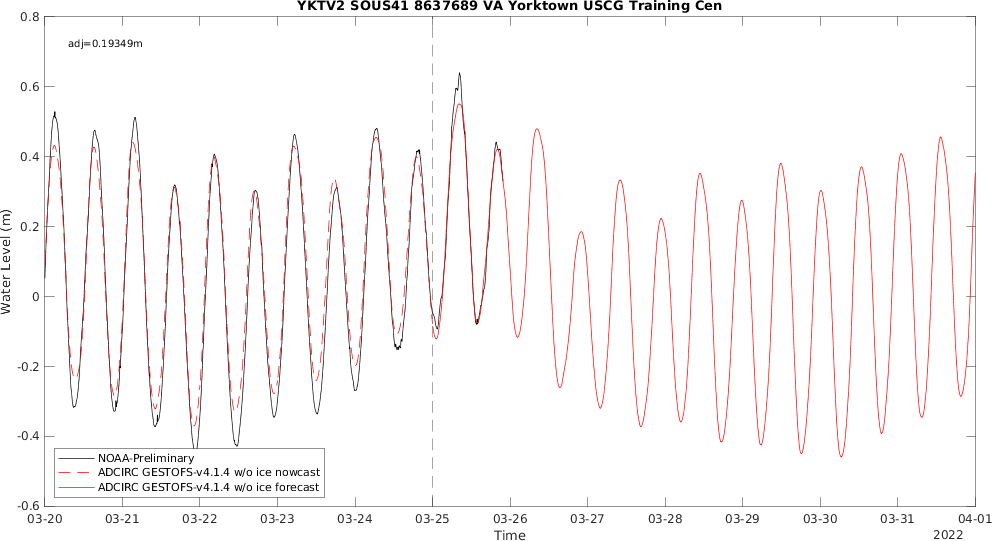 YKTV2 SOUS41 8637689 VA Yorktown USCG Training Cen
adj=0.19349m
0.8
0.6
0.4
0.2
0
-0.2
-0.4
-0.6
Water Level (m)
NOAA-Preliminary
ADCIRC GESTOFS-v4.1.4 w/o ice nowcast
ADCIRC GESTOFS-v4.1.4 w/o ice forecast
03-20 03-21 03-22 03-23 03-24 03-25 03-26 03-27 03-28 03-29 03-30 03-31 04-01
Time
2022